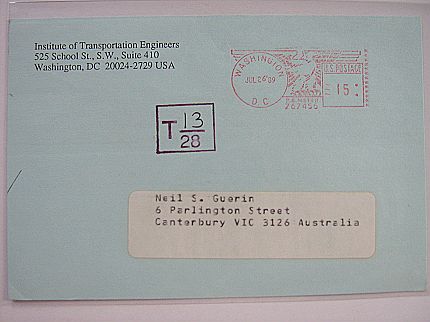 Institute of Transportation Engineers
525 School St., S.W., Suite 410
Washington, DC 20024-2729 USA
WASHINGTON
JUL 26'89
D.C.
U.S. POSTAGE
15
767456
T 13
28
Neil S. Guerin
6 Parlington Street
Canterbury VIC 3126 Australia